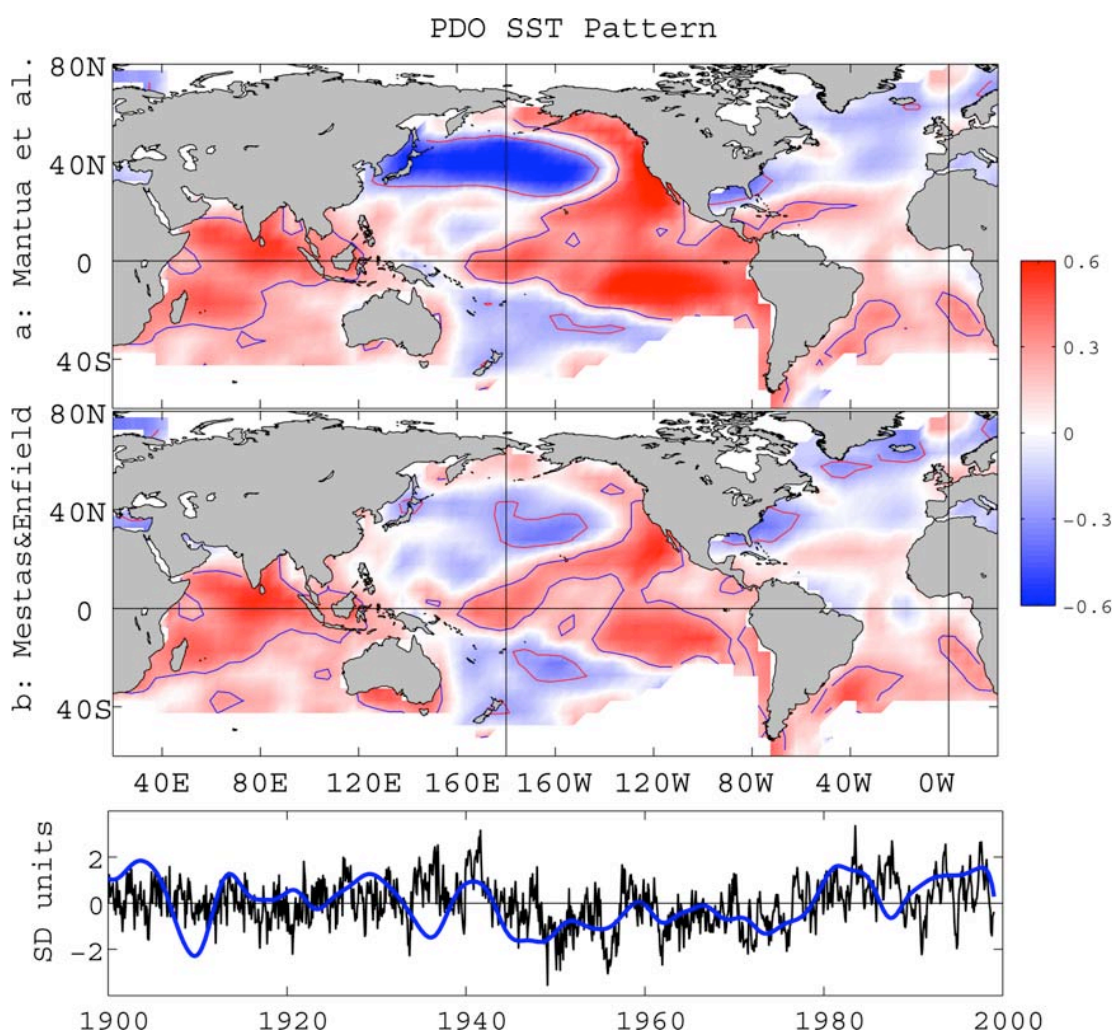 PDO SST Pattern
a: Mantua et al.
80N
40N
0
40S
b: Mestas&Enfield
80N
40N
0
40S
0.6
0.3
0
-0.3
-0.6
40E 80E 120E 160E 160W 120W 80W 40W 0W
SD units
2
0
-2
1900 1920 1940 1960 1980 2000